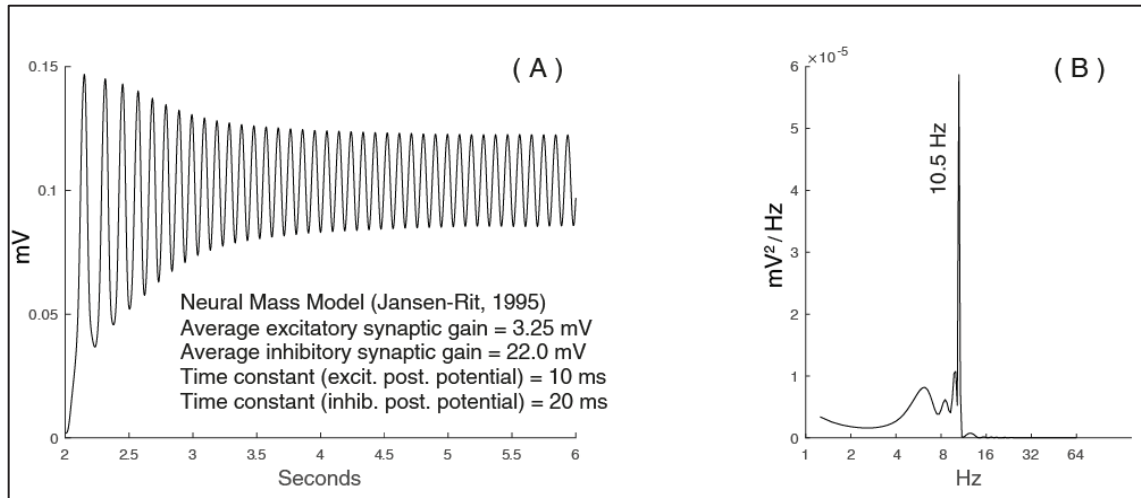 ( A )
0.15
0.1
0.05
0
mV
Neural Mass Model (Jansen-Rit, 1995)
Average excitatory synaptic gain = 3.25 mV
Average inhibitory synaptic gain = 22.0 mV
Time constant (excit. post. potential) = 10 ms
Time constant (inhib. post. potential) = 20 ms
2 2.5 3 3.5 4 4.5 5 5.5 6
Seconds
( B )
×10⁻⁵
6
5
4
3
2
1
0
mV²/Hz
10.5 Hz
1 2 4 8 16 32 64
Hz